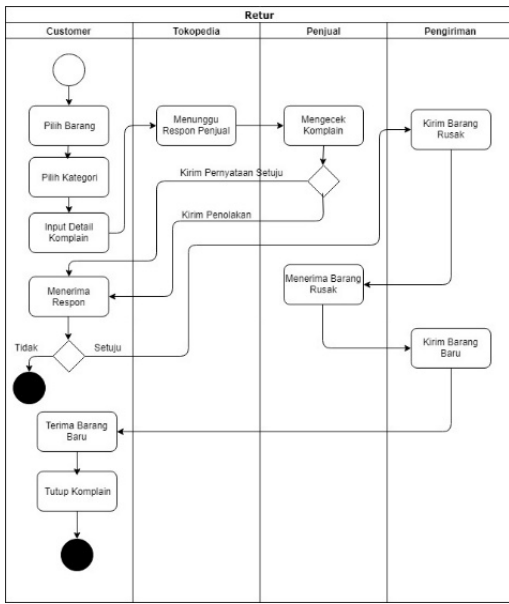 Retur
Customer
Tokopedia
Penjual
Pengiriman
Pilih Barang
Menunggu
Respon Penjual
Mengecek
Komplain
Kirim Barang
Rusak
Pilih Kategori
Kirim Pernyataan Setuju
Input Detail
Komplain
Kirim Penolakan
Menerima
Respon
Menerima Barang
Rusak
Tidak
Setuju
Kirim Barang
Baru
Terima Barang
Baru
Tutup Komplain